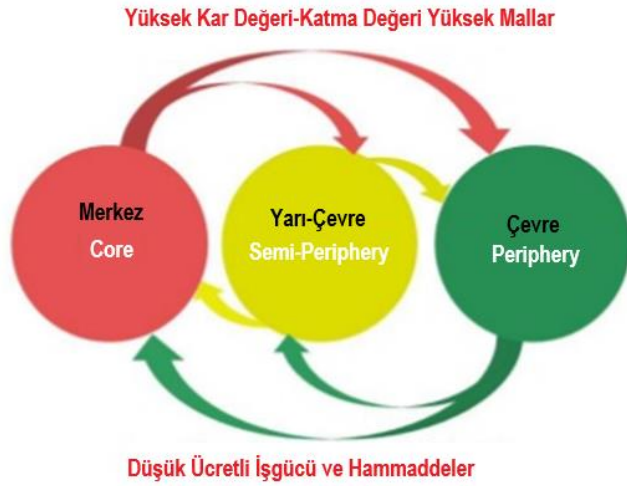 Yüksek Kar Değeri-Katma Değeri Yüksek Mallar
Merkez
Core
Yarı-Çevre
Semi-Periphery
Çevre
Periphery
Düşük Ücretli İşgücü ve Hammaddeler